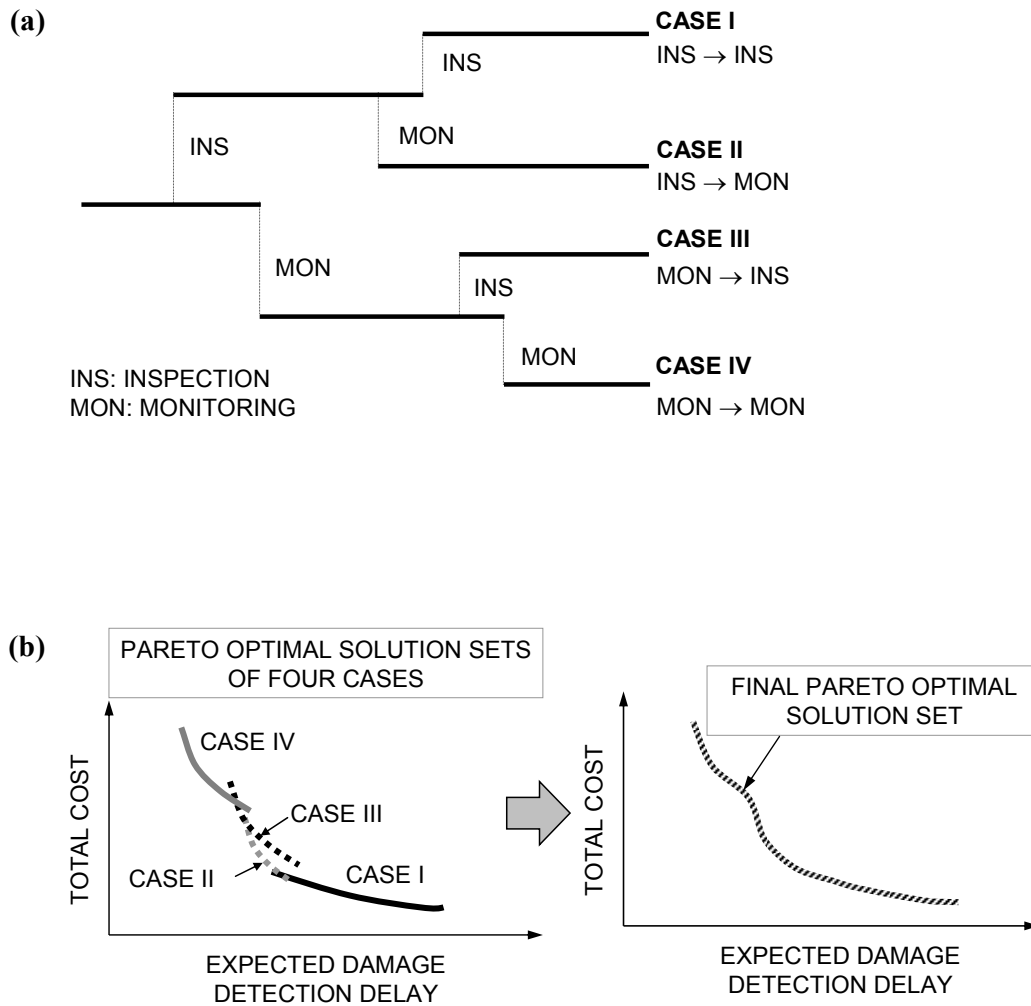 (a)
CASE I
INS → INS
INS
INS
MON
CASE II
INS → MON
CASE III
MON → INS
MON
INS
MON
CASE IV
MON → MON
INS: INSPECTION
MON: MONITORING
(b)
PARETO OPTIMAL SOLUTION SETS
OF FOUR CASES
CASE IV
CASE III
CASE II
CASE I
TOTAL COST
EXPECTED DAMAGE
DETECTION DELAY
FINAL PARETO OPTIMAL
SOLUTION SET
TOTAL COST
EXPECTED DAMAGE
DETECTION DELAY